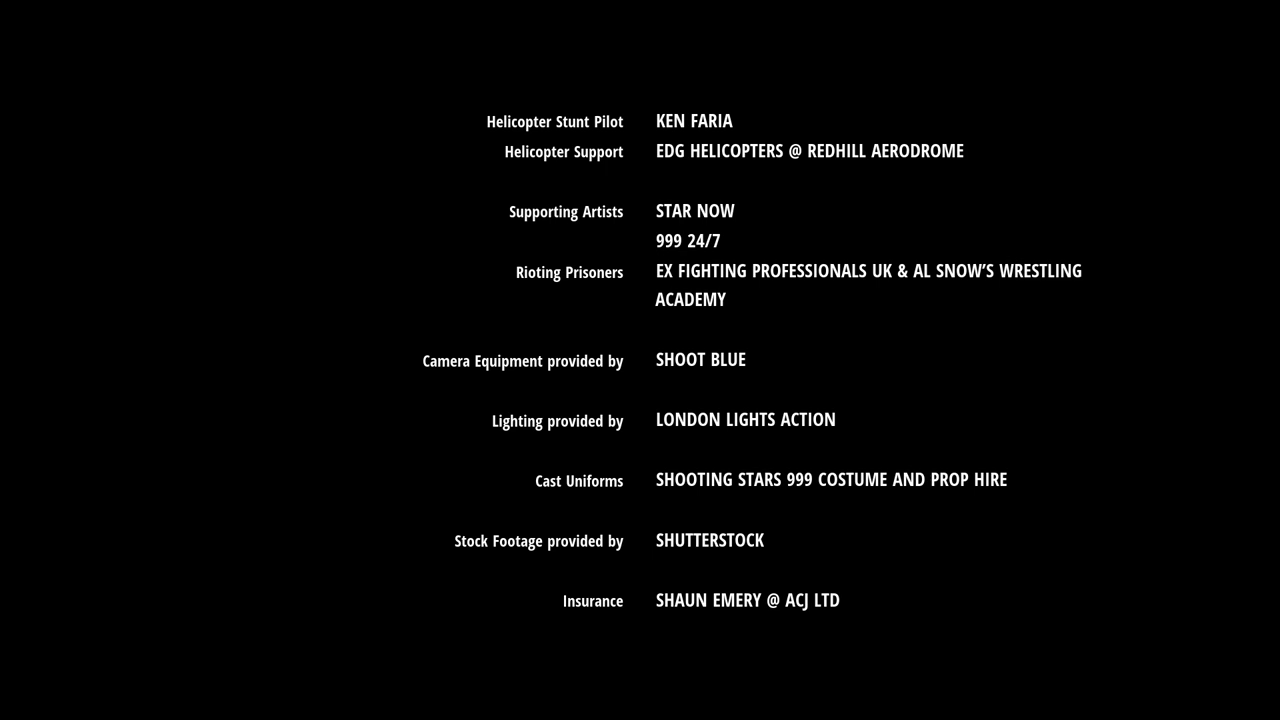 Helicopter Stunt Pilot KEN FARIA
Helicopter Support EDG HELICOPTERS @ REDHILL AERODROME
Supporting Artists STAR NOW
999 24/7
Rioting Prisoners EX FIGHTING PROFESSIONALS UK & AL SNOW’S WRESTLING
ACADEMY
Camera Equipment provided by SHOOT BLUE
Lighting provided by LONDON LIGHTS ACTION
Cast Uniforms SHOOTING STARS 999 COSTUME AND PROP HIRE
Stock Footage provided by SHUTTERSTOCK
Insurance SHAUN EMERY @ ACJ LTD